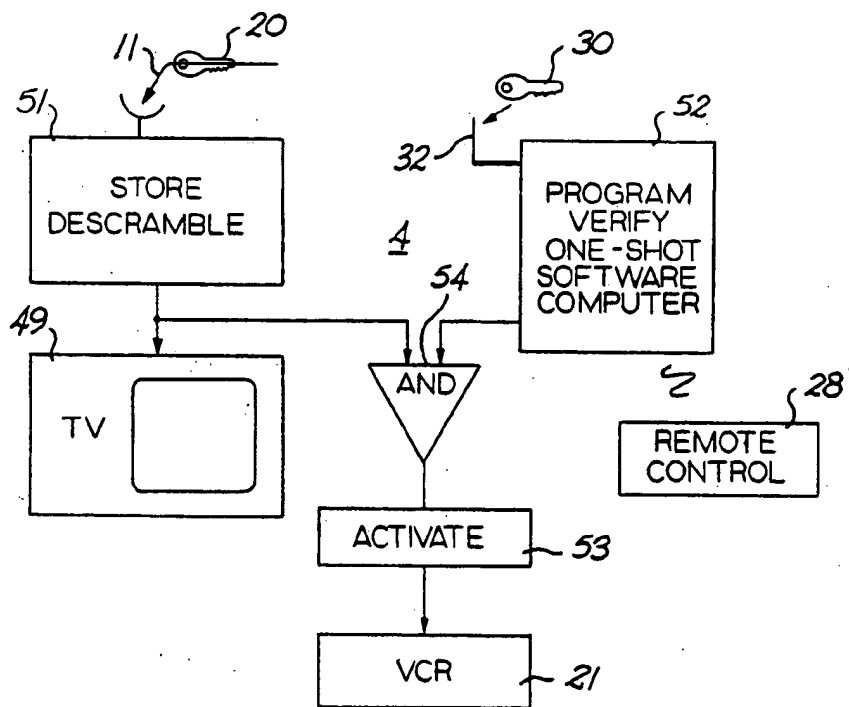 11
20
30
51
52
STORE
DESCRAMBLE
32
PROGRAM
VERIFY
ONE-SHOT
SOFTWARE
COMPUTER
4
54
49
AND
TV
28
REMOTE
CONTROL
ACTIVATE
53
VCR
21